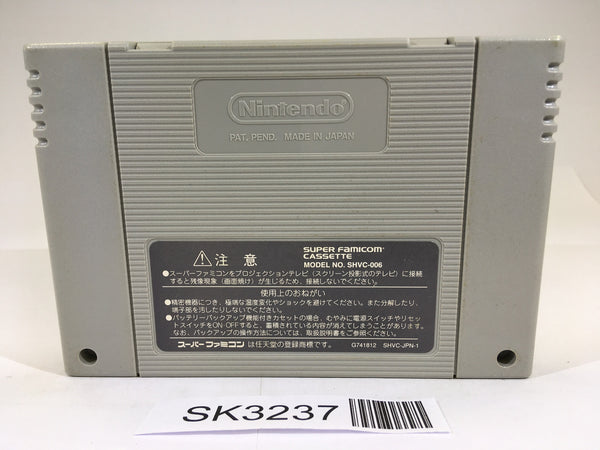 Nintendo
PAT. PEND. MADE IN JAPAN
⚠注 意
SUPER FAMICOM
CASSETTE
MODEL NO. SHVC-006
●スーパーファミコンをプロジェクションテレビ(スクリーン投影式のテレビ)に接続
すると残像現象(画面焼け)が生じるため、接続しないでください。
使用上のおねがい
●精密機器につき、極端な温度変化やショックを避けてください。また分解したり、
端子部を汚したりしないでください。
●バッテリーバックアップ機能付きカセットの場合、むやみに電源スイッチやリセ
ットスイッチをON・OFFすると、蓄積されている内容が消えてしまうことがあります。
なお、バックアップの操作方法については、取扱説明書をご参照ください。
スーパーファミコン は任天堂の登録商標です。 G741812 SHVC-JPN-1
SK3237